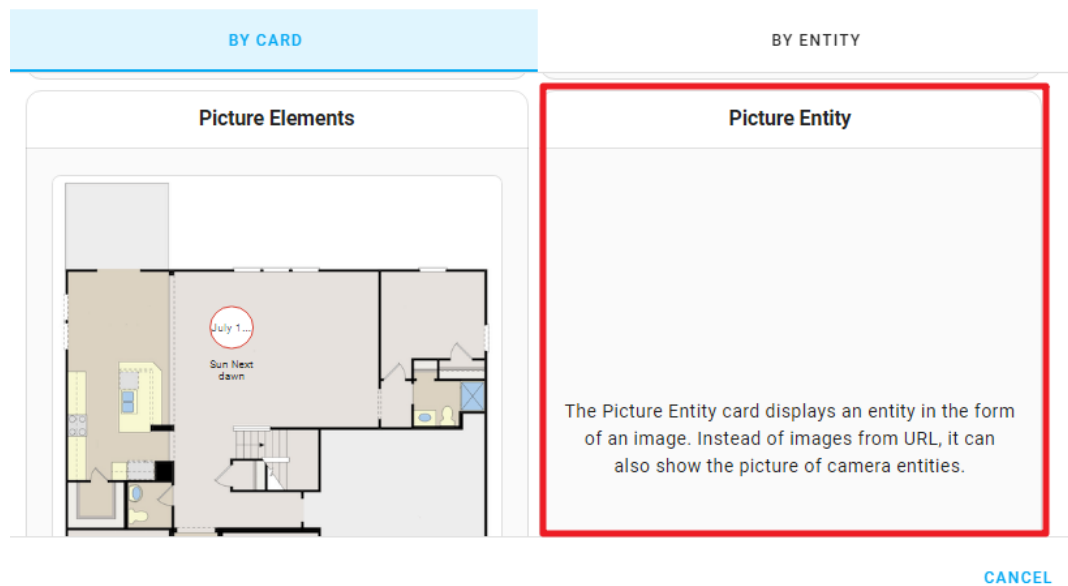 BY CARD
BY ENTITY
Picture Elements
July 1...
Sun Next
dawn
Picture Entity
The Picture Entity card displays an entity in the form
of an image. Instead of images from URL, it can
also show the picture of camera entities.
CANCEL